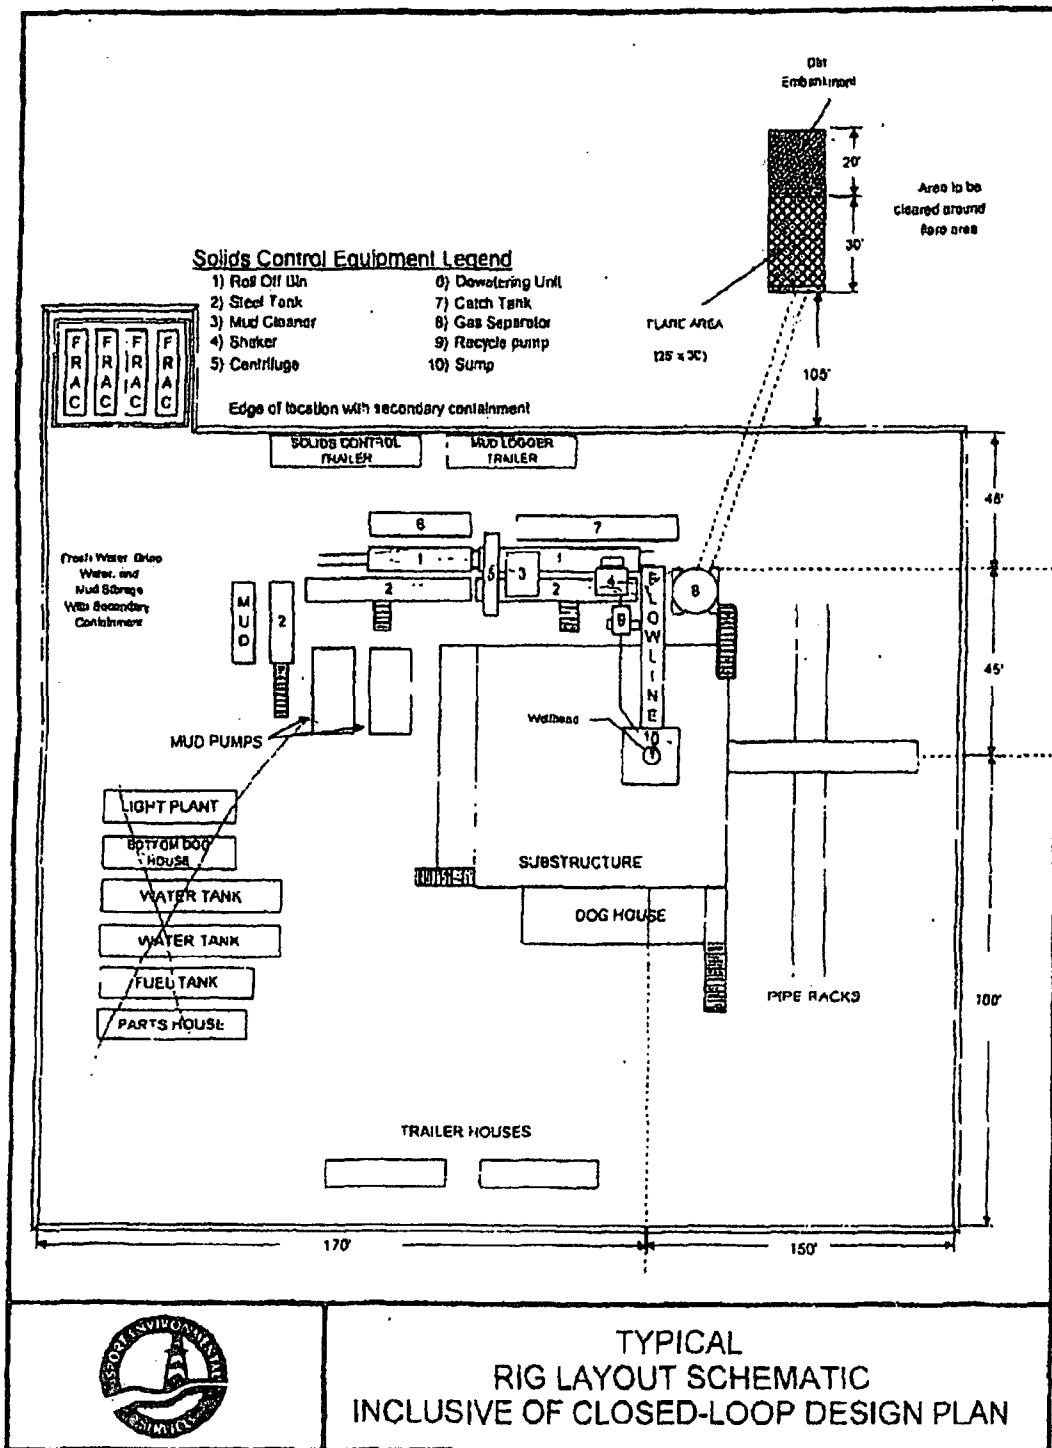 Dirt
Embankment
20'
Area to be
cleared around
flare area
30'
Solids Control Equipment Legend
1) Roll Off Bin
2) Steel Tank
3) Mud Cleaner
4) Shaker
5) Centrifuge
6) Dewatering Unit
7) Catch Tank
8) Gas Separator
9) Recycle pump
10) Sump
FLARE AREA
(25' x 30')
105'
FRAC
FRAC
FRAC
FRAC
Edge of location with secondary containment
SOLIDS CONTROL
TRAILER
MUD LOGGER
TRAILER
45'
6
7
1
1
5
3
4
2
2
8
9
Fresh Water, Brine
Water, and
Mud Storage
With Secondary
Containment
MUD
2
FLOWLINE
45'
Wellhead
10
MUD PUMPS
LIGHT PLANT
BOTTOM DOG
HOUSE
WATER TANK
WATER TANK
FUEL TANK
PARTS HOUSE
SUBSTRUCTURE
DOG HOUSE
PIPE RACKS
100'
TRAILER HOUSES
170'
150'
ENVIRONMENTAL
TYPICAL
RIG LAYOUT SCHEMATIC
INCLUSIVE OF CLOSED-LOOP DESIGN PLAN